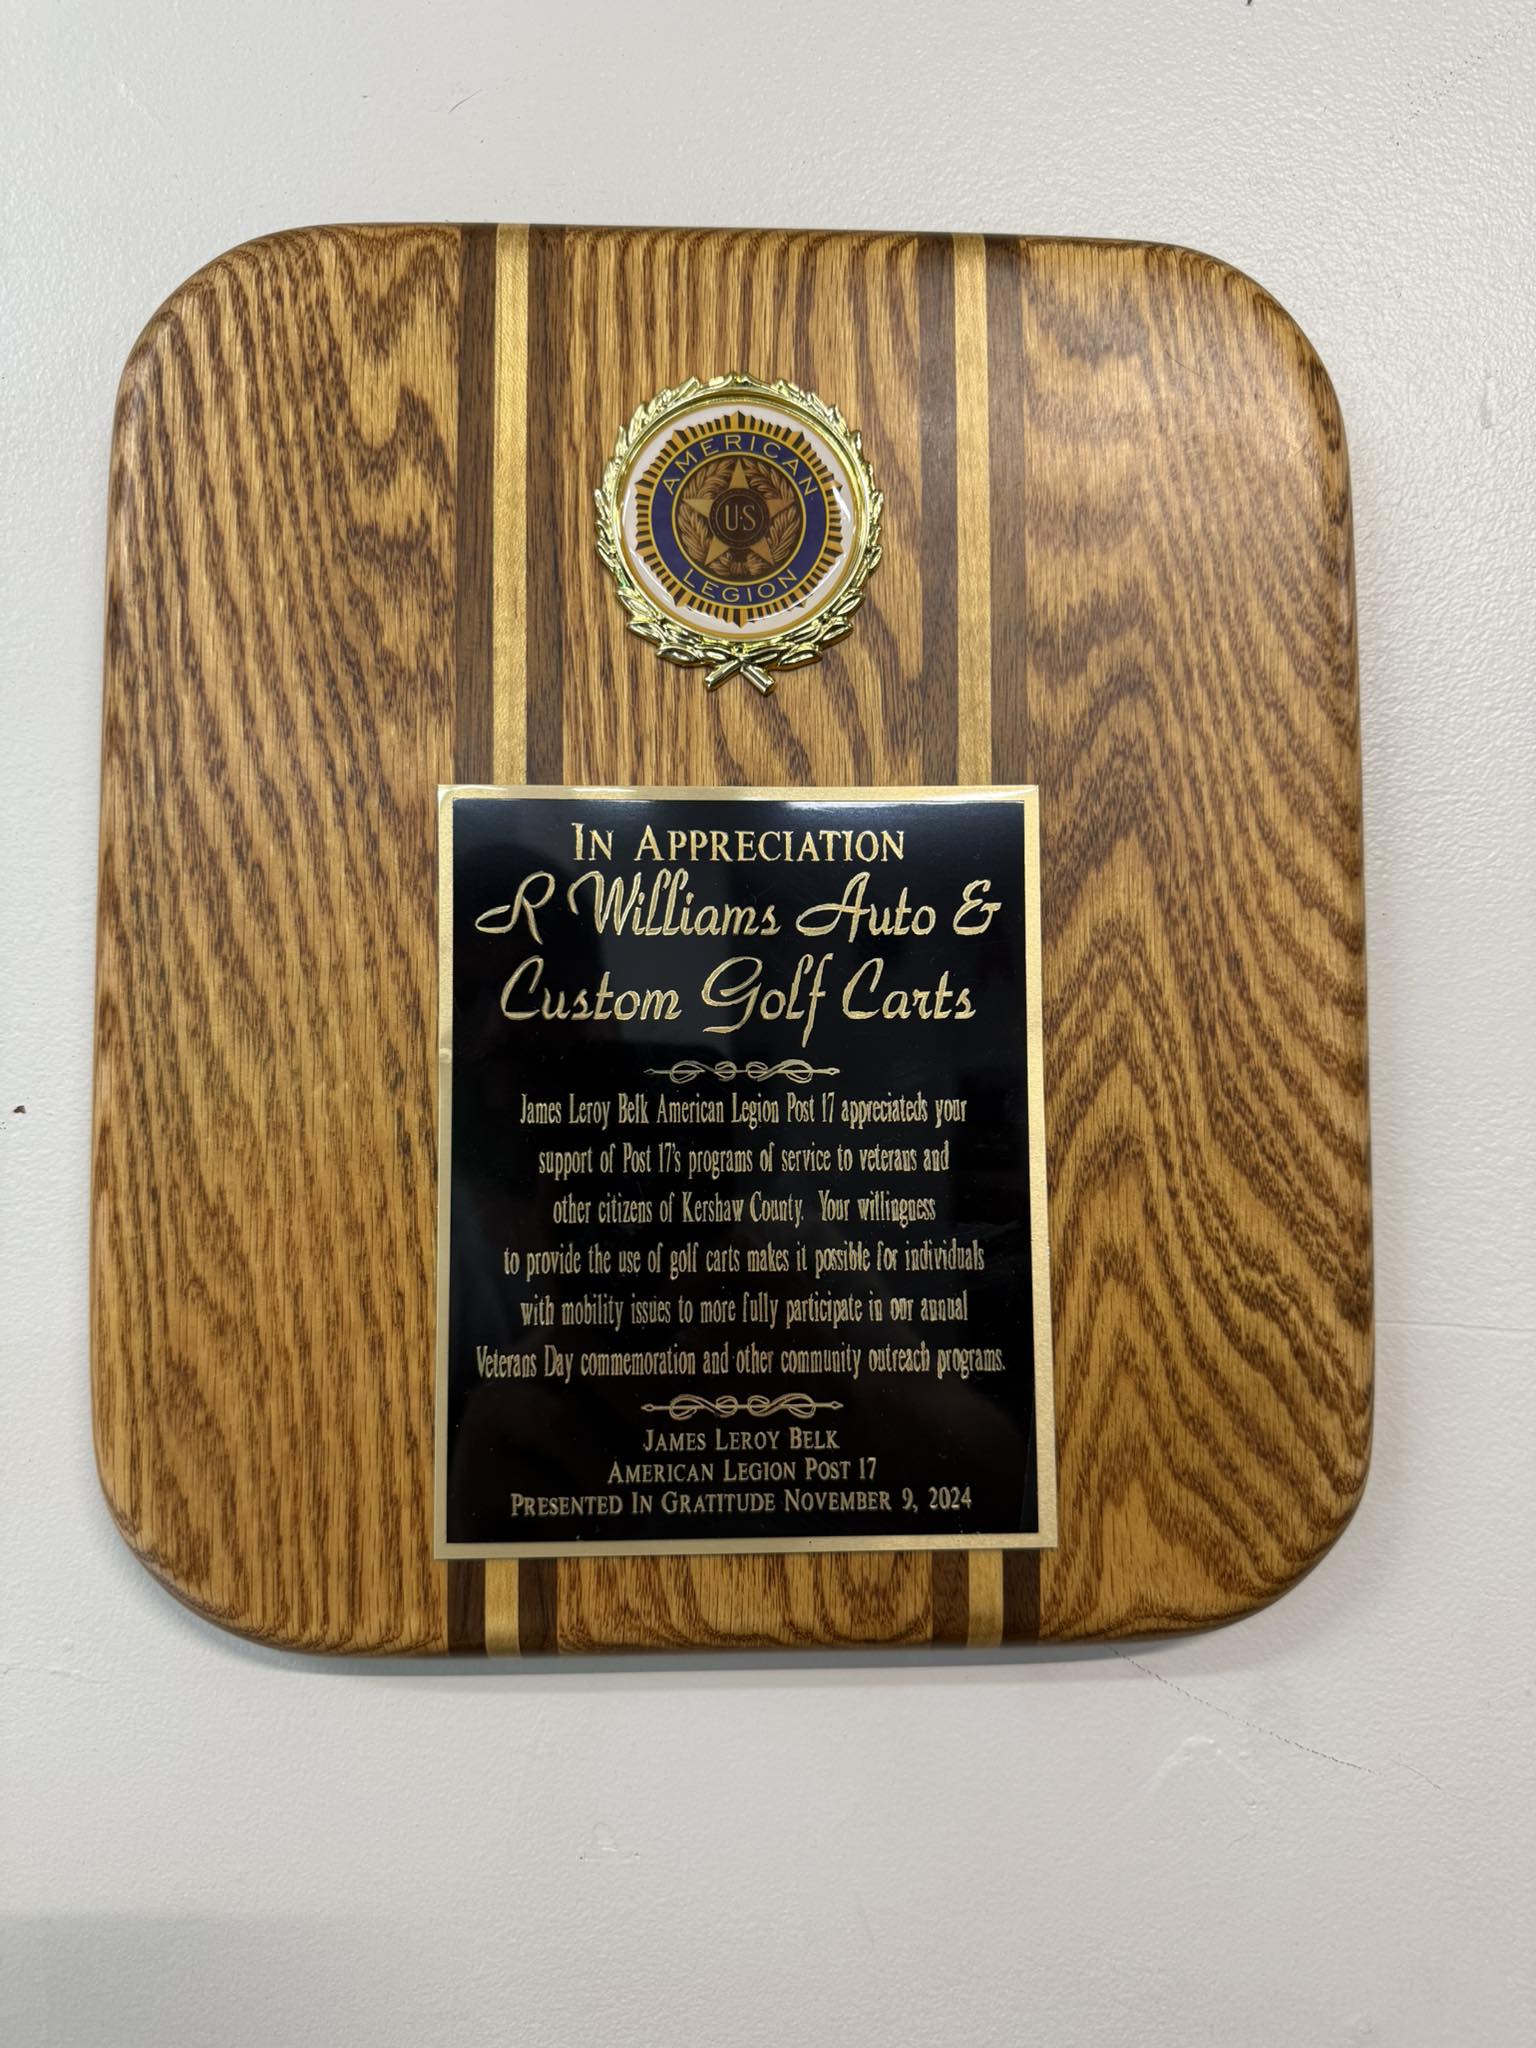 AMERICAN
U.S
LEGION
IN APPRECIATION
R Williams Auto &
Custom Golf Carts
James Leroy Belk American Legion Post 17 appreciateds your
support of Post 17's programs of service to veterans and
other citizens of Kershaw County. Your willingness
to provide the use of golf carts makes it possible for individuals
with mobility issues to more fully participate in our annual
Veterans Day commemoration and other community outreach programs.
JAMES LEROY BELK
AMERICAN LEGION POST 17
PRESENTED IN GRATITUDE NOVEMBER 9, 2024